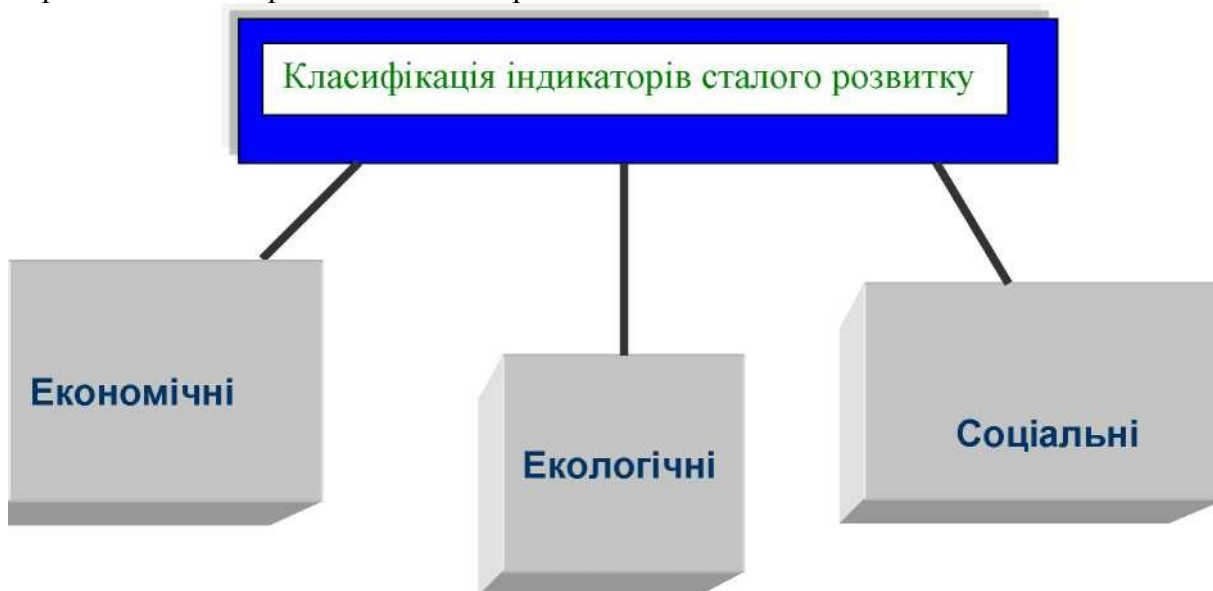 Класифікація індикаторів сталого розвитку
Економічні
Екологічні
Соціальні